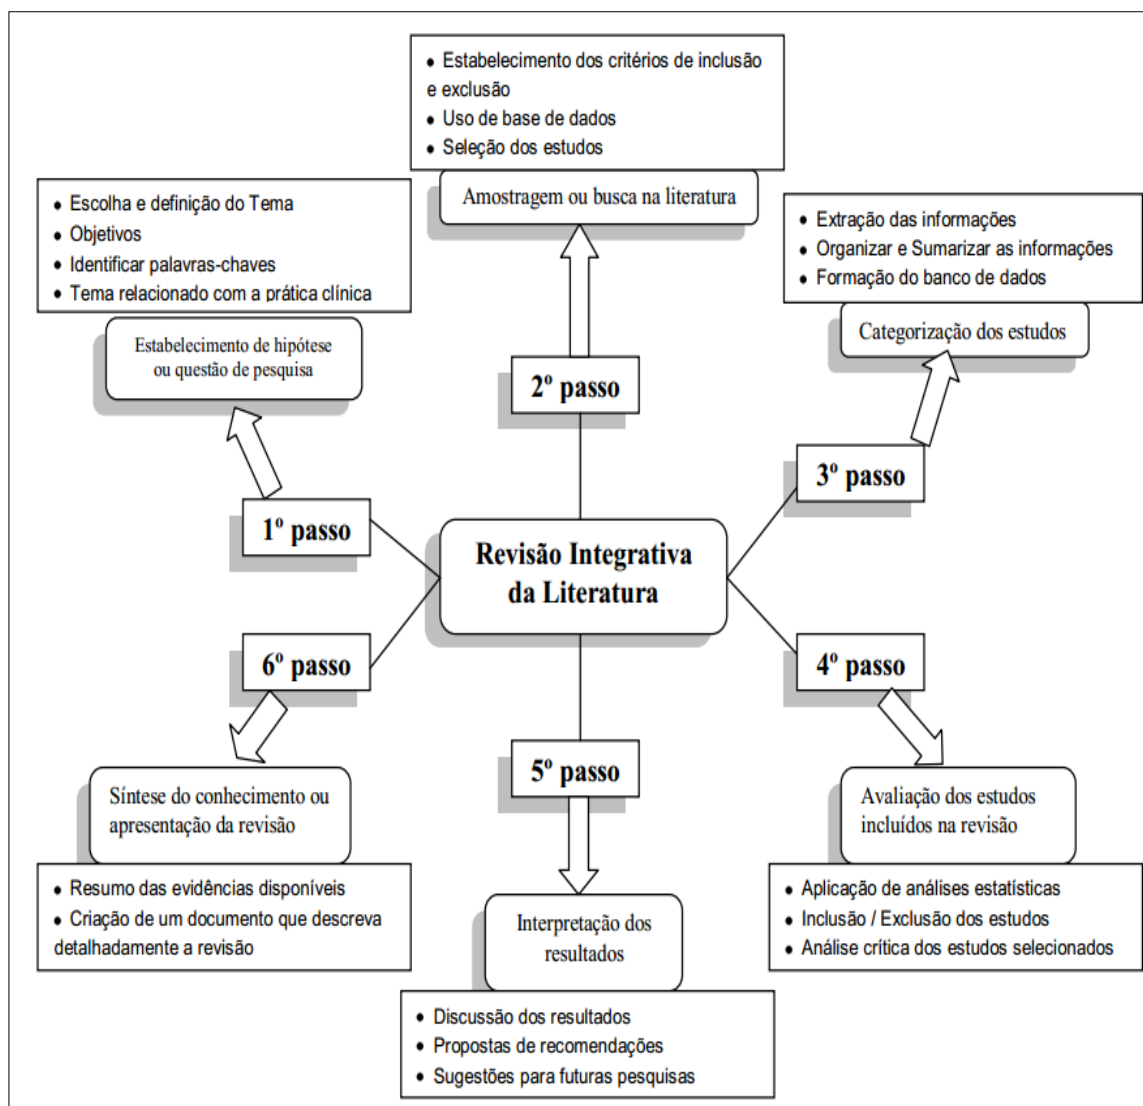 • Estabelecimento dos critérios de inclusão
e exclusão
• Uso de base de dados
• Seleção dos estudos
Amostragem ou busca na literatura
• Escolha e definição do Tema
• Objetivos
• Identificar palavras-chaves
• Tema relacionado com a prática clínica
Estabelecimento de hipótese
ou questão de pesquisa
• Extração das informações
• Organizar e Sumarizar as informações
• Formação do banco de dados
Categorização dos estudos
2º passo
3º passo
1º passo
Revisão Integrativa
da Literatura
6º passo
4º passo
5º passo
Síntese do conhecimento ou
apresentação da revisão
• Resumo das evidências disponíveis
• Criação de um documento que descreva
detalhadamente a revisão
Avaliação dos estudos
incluídos na revisão
• Aplicação de análises estatísticas
• Inclusão / Exclusão dos estudos
• Análise crítica dos estudos selecionados
Interpretação dos
resultados
• Discussão dos resultados
• Propostas de recomendações
• Sugestões para futuras pesquisas